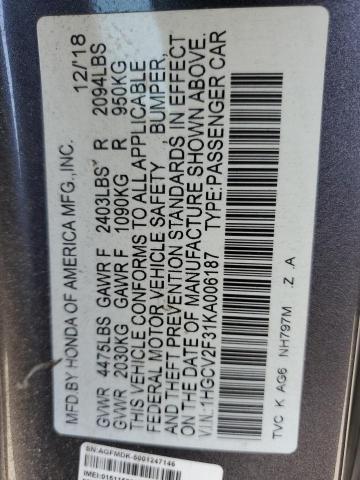 MFD.BY HONDA OF AMERICA MFG.,INC. 12/'18
GVWR 4475LBS GAWR F 2403LBS R 2094LBS
GVWR 2030KG GAWR F 1090KG R 950KG
THIS VEHICLE CONFORMS TO ALL APPLICABLE
FEDERAL MOTOR VEHICLE SAFETY BUMPER,
AND THEFT PREVENTION STANDARDS IN EFFECT
ON THE DATE OF MANUFACTURE SHOWN ABOVE.
V.I.N.:1HGCV2F31KA006187 TYPE:PASSENGER CAR
TVC K AG6 NH797M .Z .A
SN:AGFMDK-5001247146